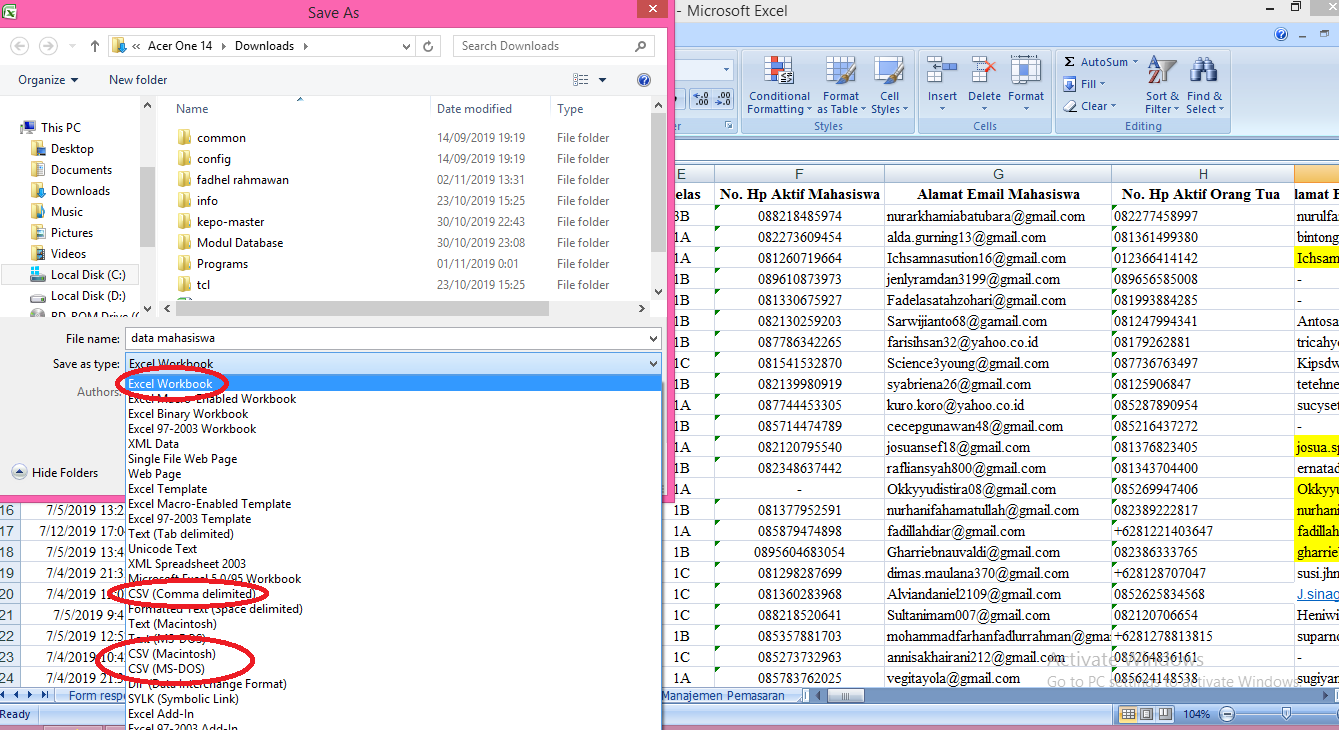 Save As
- Microsoft Excel
Acer One 14
Downloads
Search Downloads
Organize
New folder
Name
Date modified
Type
This PC
Desktop
Documents
Downloads
Music
Pictures
Videos
Local Disk (C:)
Local Disk (D:)
common 14/09/2019 19:19 File folder
config 14/09/2019 19:19 File folder
fadhel rahmawan 02/11/2019 13:31 File folder
info 23/10/2019 15:25 File folder
kepo-master 30/10/2019 22:43 File folder
Modul Database 30/10/2019 23:08 File folder
Programs 01/11/2019 0:01 File folder
tcl 23/10/2019 15:25 File folder
File name: data mahasiswa
Save as type: Excel Workbook
Authors:
Hide Folders
Excel Workbook
Excel Macro-Enabled Workbook
Excel Binary Workbook
Excel 97-2003 Workbook
XML Data
Single File Web Page
Web Page
Excel Template
Excel Macro-Enabled Template
Excel 97-2003 Template
Text (Tab delimited)
Unicode Text
XML Spreadsheet 2003
Microsoft Excel 5.0/95 Workbook
CSV (Comma delimited)
Formatted Text (Space delimited)
Text (Macintosh)
Text (MS-DOS)
CSV (Macintosh)
CSV (MS-DOS)
DIF (Data Interchange Format)
SYLK (Symbolic Link)
Excel Add-In
Excel 97-2003 Add-In
Conditional Formatting
Format as Table
Cell Styles
Styles
Insert
Delete
Format
Cells
AutoSum
Fill
Clear
Sort & Filter
Find & Select
Editing
E F G H
elas No. Hp Aktif Mahasiswa Alamat Email Mahasiswa No. Hp Aktif Orang Tua lamat E
3B 088218485974 nurarkhamiabatubara@gmail.com 082277458997 nurulfa
1A 082273609454 alda.gurning13@gmail.com 081361499380 bintong
1A 081260719664 Ichsamnasution16@gmail.com 012366414142 Ichsam
1B 089610873973 jenlyramdan3199@gmail.com 089656585008 -
1B 081330675927 Fadelasatahzohari@gmail.com 081993884285 -
1B 082130259203 Sarwijianto68@gamail.com 081247994341 Antosa
1B 087786342265 farisihsan32@yahoo.co.id 08179262881 tricahyo
1C 081541532870 Science3young@gmail.com 087736763497 Kipsdw
1B 082139980919 syabriena26@gmail.com 08125906847 tetehne
1A 087744453305 kuro.koro@yahoo.co.id 085287890954 sucyset
1A 085714474789 cecepgunawan48@gmail.com 085216437272 -
1A 082120795540 josuansef18@gmail.com 081376823405 josua.sp
1B 082348637442 rafliansyah800@gmail.com 081343704400 ernatad
1A - Okkyyudistira08@gmail.com 085269947406 Okkyyu
16 7/5/2019 13:2 1B 081377952591 nurhanifahamatullah@gmail.com 082389222817 nurhani
17 7/12/2019 17:0 1A 085879474898 fadillahdiar@gmail.com +6281221403647 fadillah
18 7/5/2019 13:4 1B 0895604683054 Gharriebnauvaldi@gmail.com 082386333765 gharrie
19 7/4/2019 21:3 1C 081298287699 dimas.maulana370@gmail.com +628128707047 susi.jhn
20 7/4/2019 1 1C 081360283968 Alviandaniel2109@gmail.com 0852625834568 J.sinag
21 7/5/2019 9:4 1C 088218520641 Sultanimam007@gmail.com 082120706654 Heniwi
22 7/5/2019 12:5 1B 085357881703 mohammadfarhanfadlurrahman@gma +6281278813815 suparno
23 7/4/2019 10:4 1C 085273732963 annisakhairani212@gmail.com 085264836161 -
24 7/4/2019 21:3 1A 085783762025 vegitayola@gmail.com 085624148538 sugiyan
Activate Windows
Go to PC settings to activate Windows.
Form resp
Manajemen Pemasaran
Ready
104%